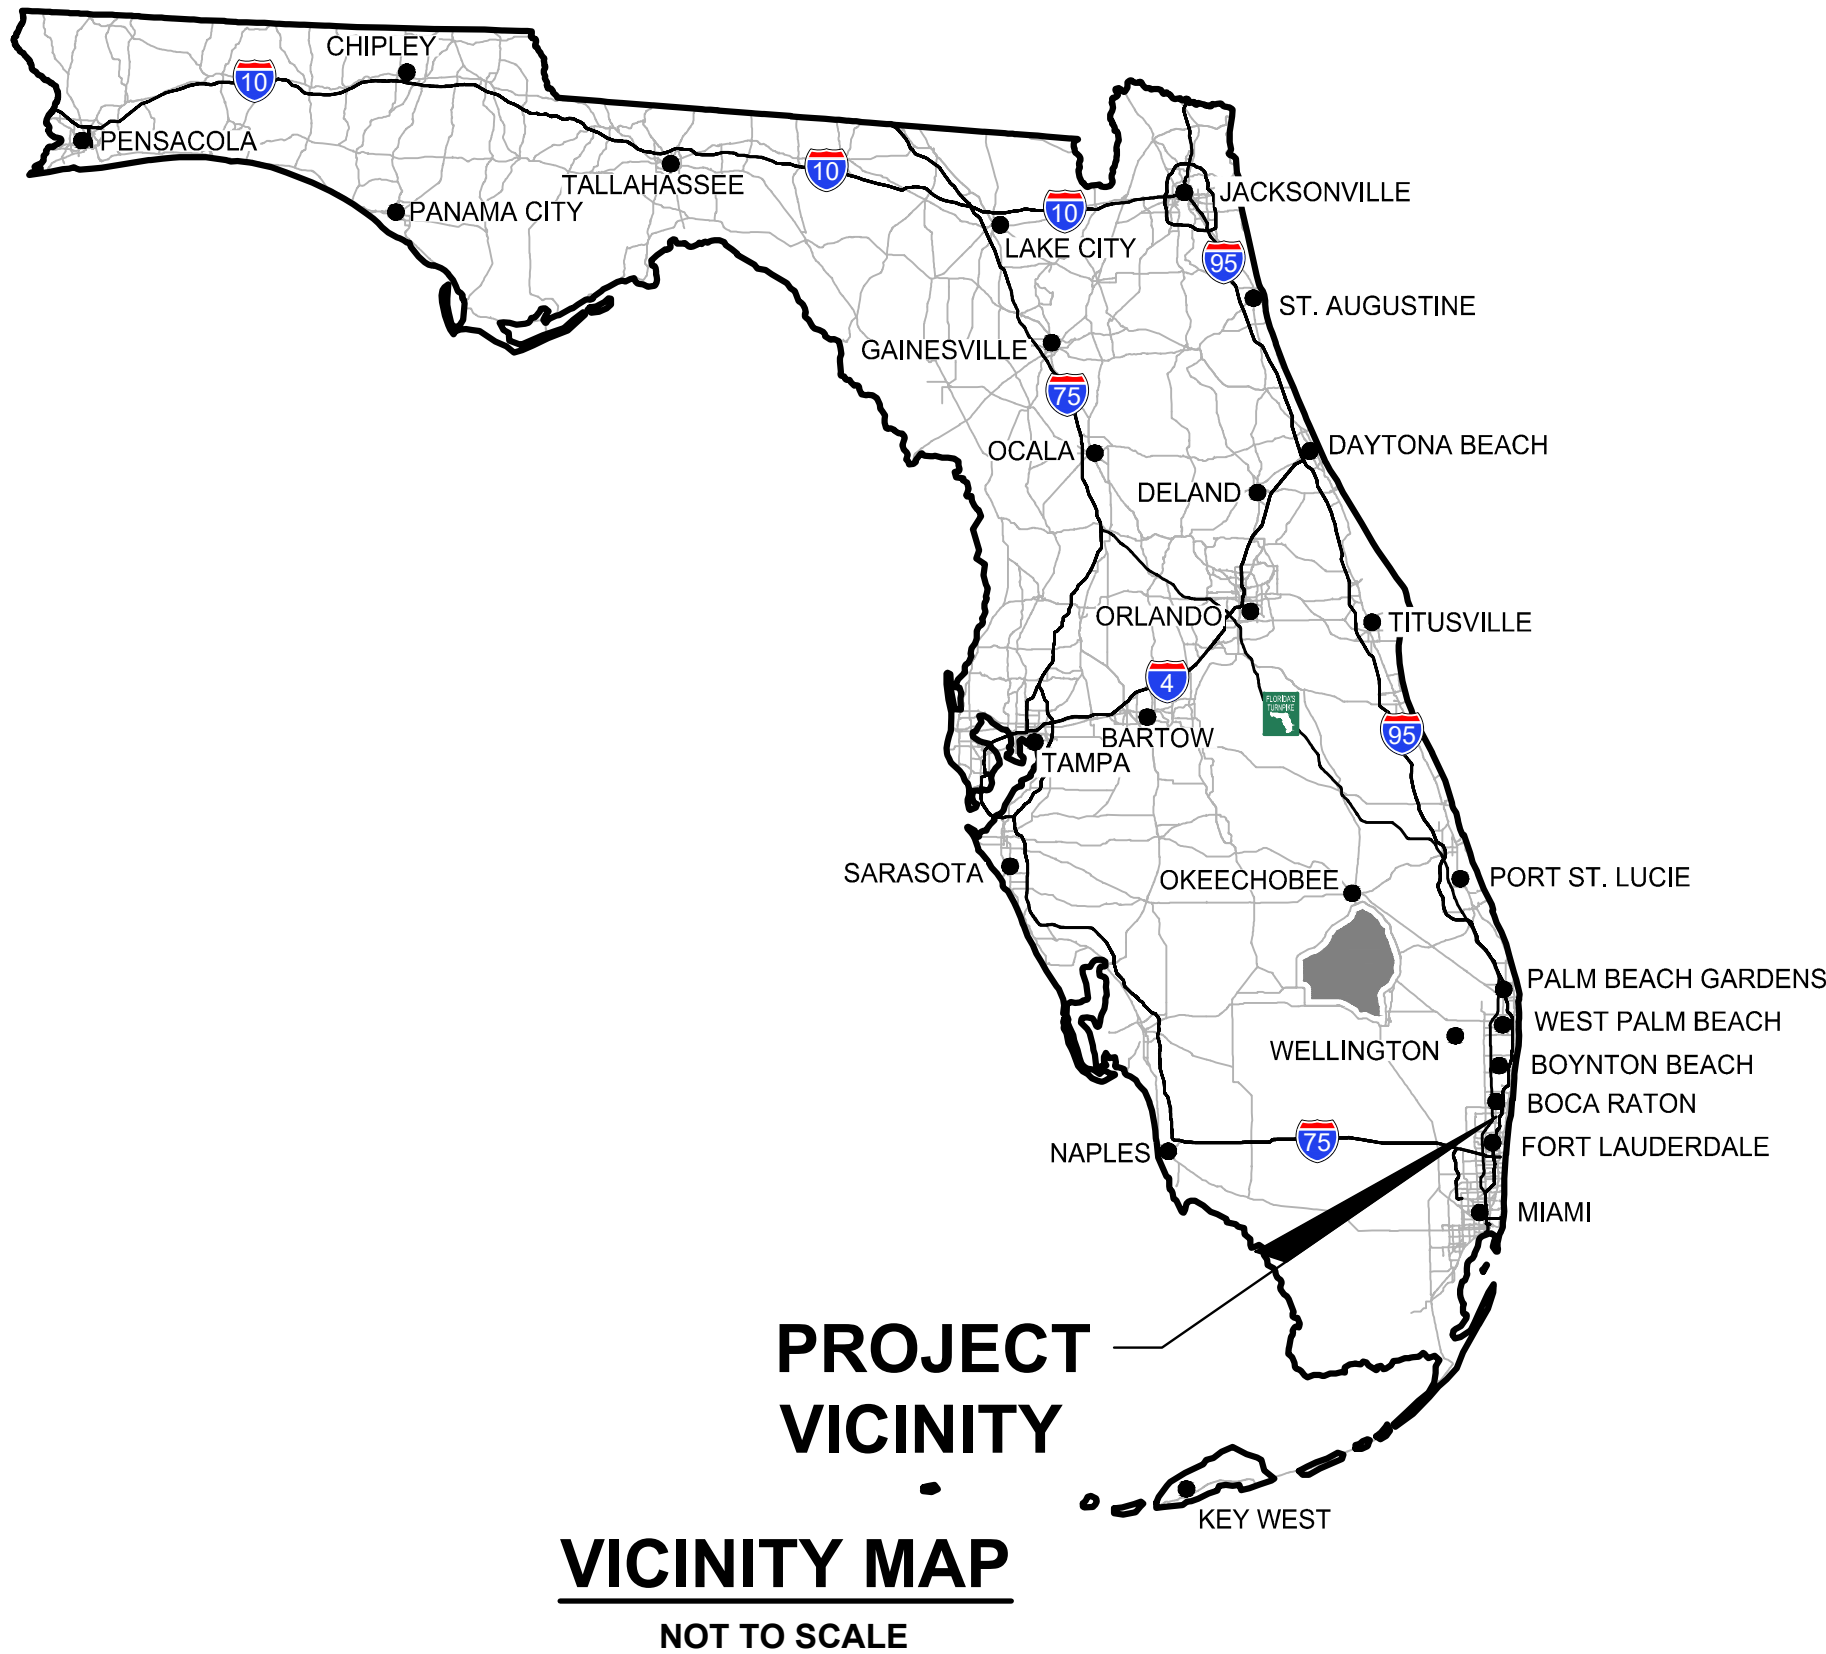 CHIPLEY
10
PENSACOLA
TALLAHASSEE
10
PANAMA CITY
10
JACKSONVILLE
LAKE CITY
95
ST. AUGUSTINE
GAINESVILLE
75
OCALA
DAYTONA BEACH
DELAND
ORLANDO
TITUSVILLE
4
FLORIDA'S
TURNPIKE
95
BARTOW
TAMPA
SARASOTA
OKEECHOBEE
PORT ST. LUCIE
PALM BEACH GARDENS
WEST PALM BEACH
WELLINGTON
BOYNTON BEACH
BOCA RATON
75
NAPLES
FORT LAUDERDALE
MIAMI
PROJECT
VICINITY
KEY WEST
VICINITY MAP
NOT TO SCALE